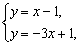 y = x − 1,
y = −3x + 1,